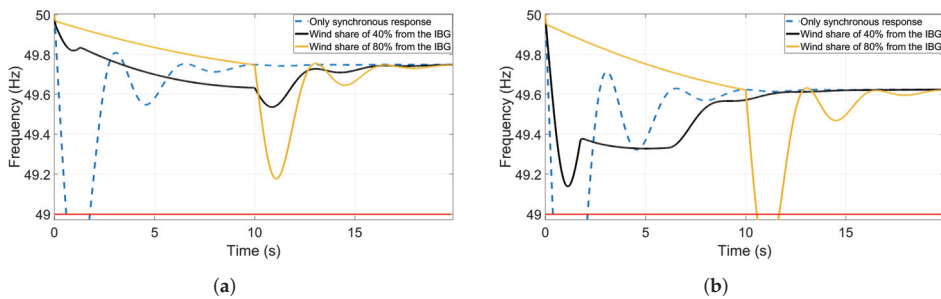 50
49.8
49.6
49.4
49.2
49
Frequency (Hz)
0
5
10
15
Time (s)
Only synchronous response
Wind share of 40% from the IBG
Wind share of 80% from the IBG
(a)
50
49.8
49.6
49.4
49.2
49
Frequency (Hz)
0
5
10
15
Time (s)
Only synchronous response
Wind share of 40% from the IBG
Wind share of 80% from the IBG
(b)